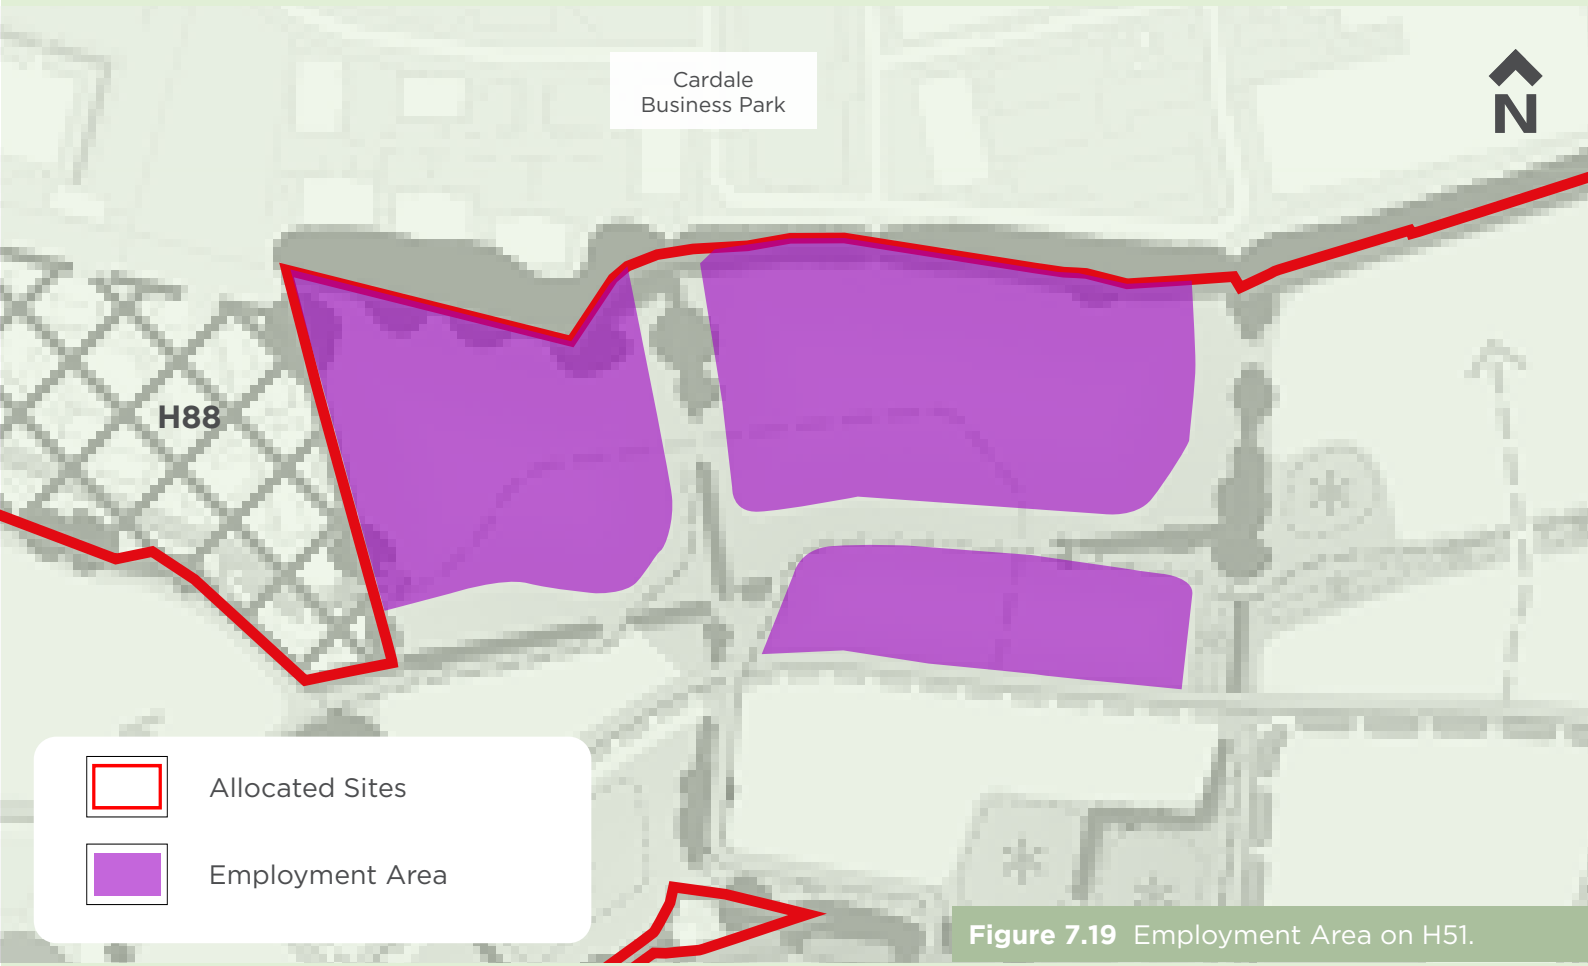 Cardale
Business Park
N
H88
Allocated Sites
Employment Area
Figure 7.19 Employment Area on H51.